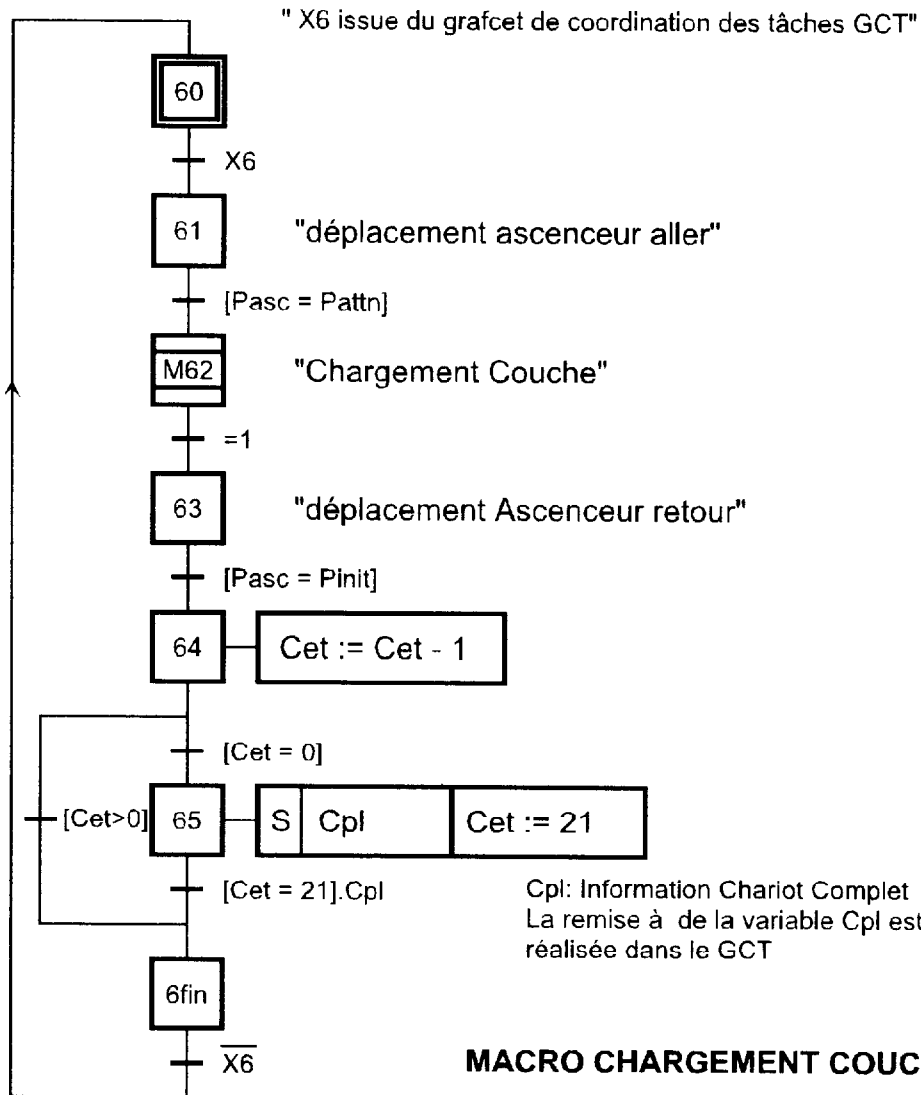 " X6 issue du grafcet de coordination des tâches GCT"
60
X6
61 "déplacement ascenceur aller"
[Pasc = Pattn]
M62 "Chargement Couche"
=1
63 "déplacement Ascenceur retour"
[Pasc = Pinit]
64 Cet := Cet - 1
[Cet = 0]
[Cet>0] 65 S Cpl Cet := 21
[Cet = 21].Cpl
Cpl: Information Chariot Complet
La remise à de la variable Cpl est
réalisée dans le GCT
6fin
X̅6̅
MACRO CHARGEMENT COUC